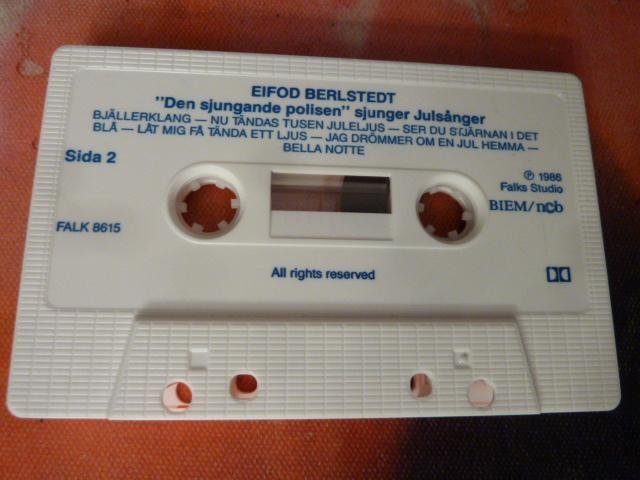 EIFOD BERLSTEDT
"Den sjungande polisen" sjunger Julsånger
BJÄLLERKLANG — NU TÄNDAS TUSEN JULELJUS — SER DU STJÄRNAN I DET
BLÅ — LÅT MIG FÅ TÄNDA ETT LJUS — JAG DRÖMMER OM EN JUL HEMMA —
BELLA NOTTE
Sida 2
℗ 1986
Falks Studio
BIEM/ncb
FALK 8615
All rights reserved